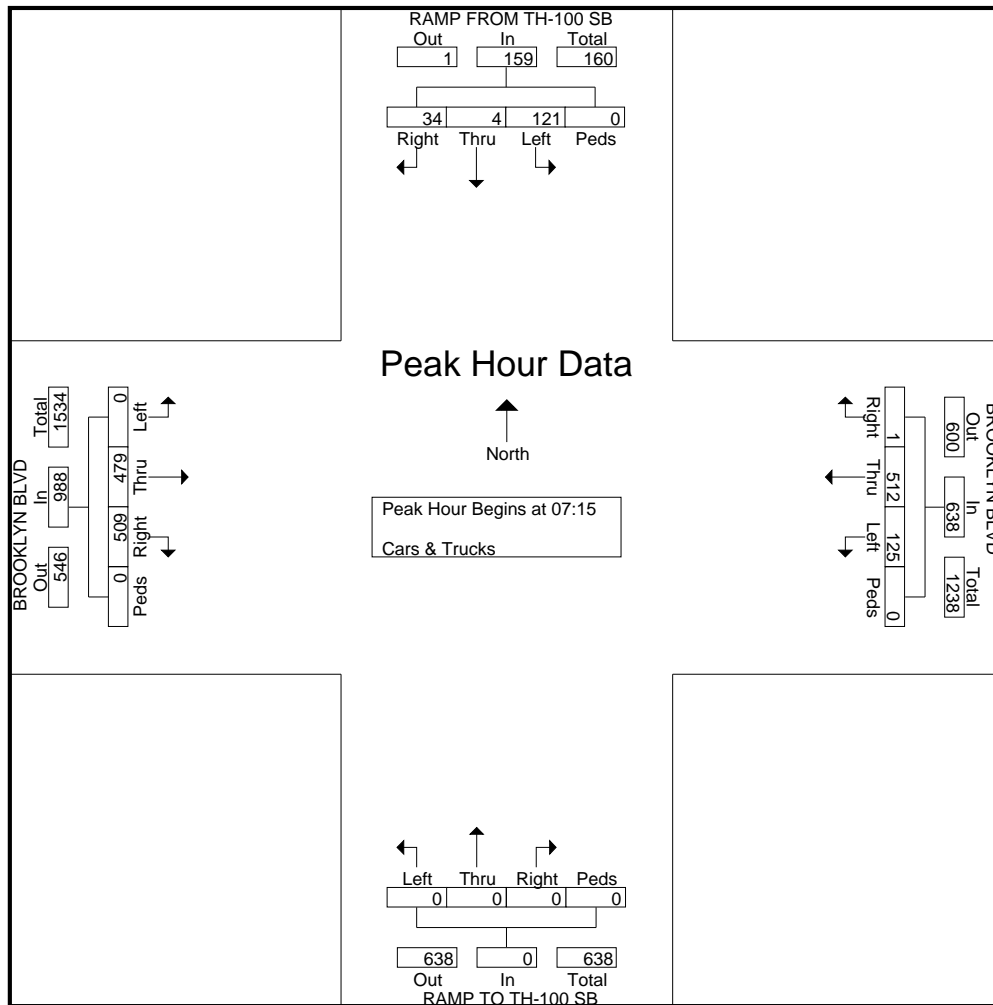 RAMP FROM TH-100 SB
Out In Total
1 159 160
34 4 121 0
Right Thru Left Peds
Peak Hour Data
North
Peak Hour Begins at 07:15
Cars & Trucks
BROOKLYN BLVD
Out In Total
546 988 1534
0 479 509 0
Left Thru Right Peds
BROOKLYN BLVD
Out In Total
600 638 1238
1 512 125 0
Right Thru Left Peds
Left Thru Right Peds
0 0 0 0
638 0 638
Out In Total
RAMP TO TH-100 SB